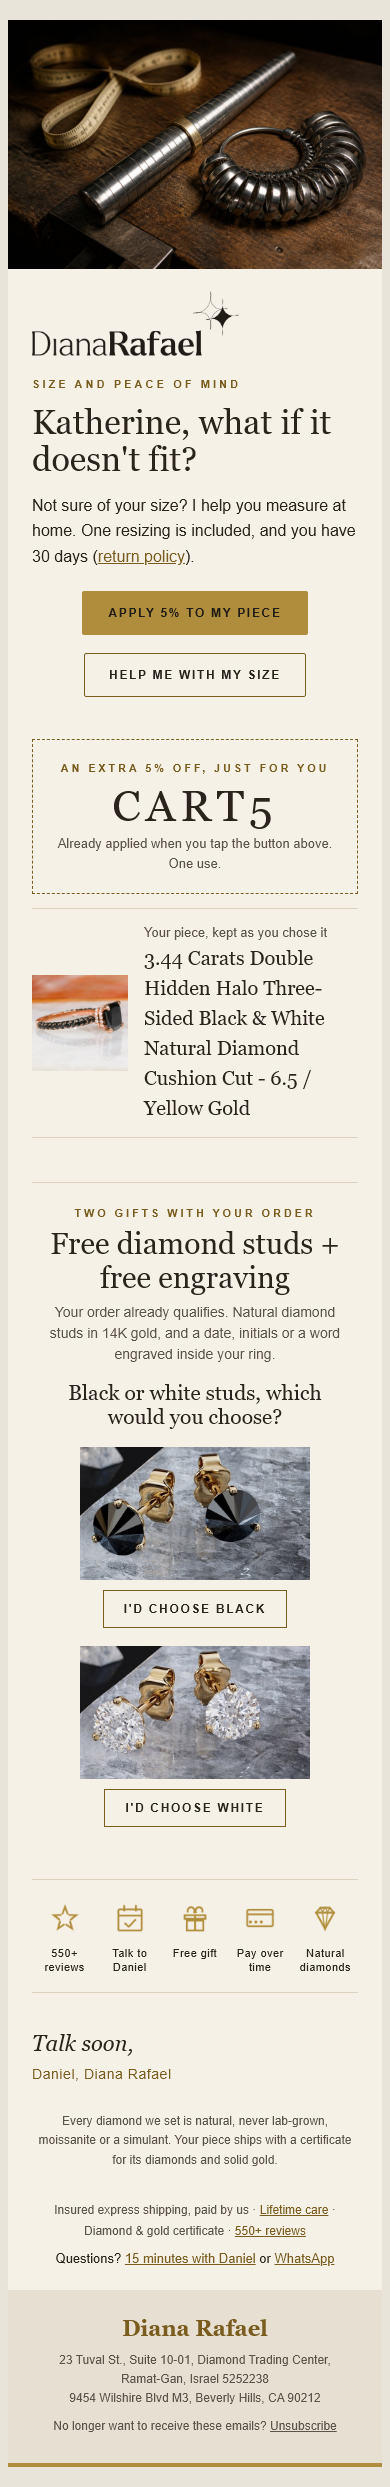 DianaRafael
SIZE AND PEACE OF MIND
Katherine, what if it
doesn't fit?
Not sure of your size? I help you measure at
home. One resizing is included, and you have
30 days (return policy).
APPLY 5% TO MY PIECE
HELP ME WITH MY SIZE
AN EXTRA 5% OFF, JUST FOR YOU
CART5
Already applied when you tap the button above.
One use.
Your piece, kept as you chose it
3.44 Carats Double
Hidden Halo Three-
Sided Black & White
Natural Diamond
Cushion Cut - 6.5 /
Yellow Gold
TWO GIFTS WITH YOUR ORDER
Free diamond studs +
free engraving
Your order already qualifies. Natural diamond
studs in 14K gold, and a date, initials or a word
engraved inside your ring.
Black or white studs, which
would you choose?
I'D CHOOSE BLACK
I'D CHOOSE WHITE
550+
reviews
Talk to
Daniel
Free gift
Pay over
time
Natural
diamonds
Talk soon,
Daniel, Diana Rafael
Every diamond we set is natural, never lab-grown,
moissanite or a simulant. Your piece ships with a certificate
for its diamonds and solid gold.
Insured express shipping, paid by us · Lifetime care ·
Diamond & gold certificate · 550+ reviews
Questions? 15 minutes with Daniel or WhatsApp
Diana Rafael
23 Tuval St., Suite 10-01, Diamond Trading Center,
Ramat-Gan, Israel 5252238
9454 Wilshire Blvd M3, Beverly Hills, CA 90212
No longer want to receive these emails? Unsubscribe